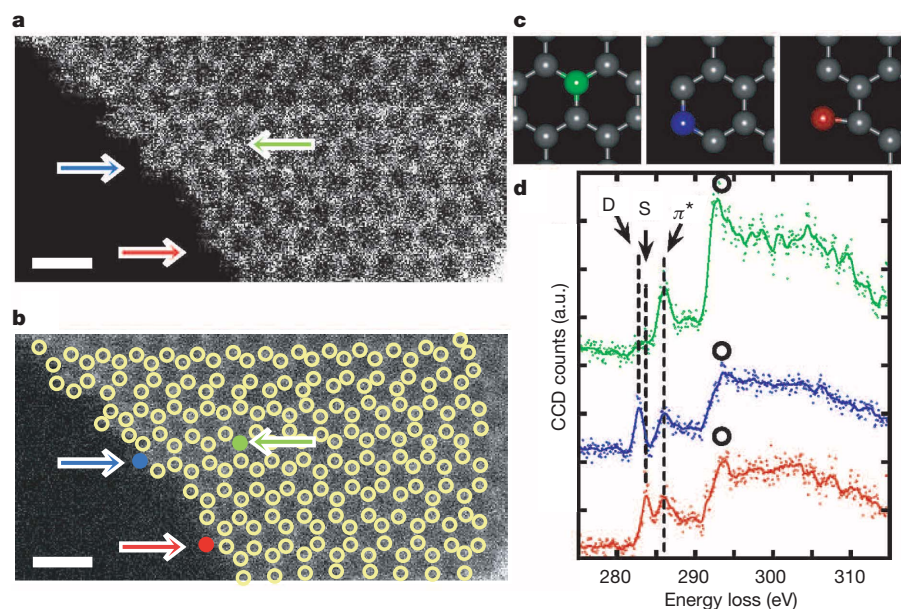 a
c
b
d
D
S
π*
CCD counts (a.u.)
280 290 300 310
Energy loss (eV)